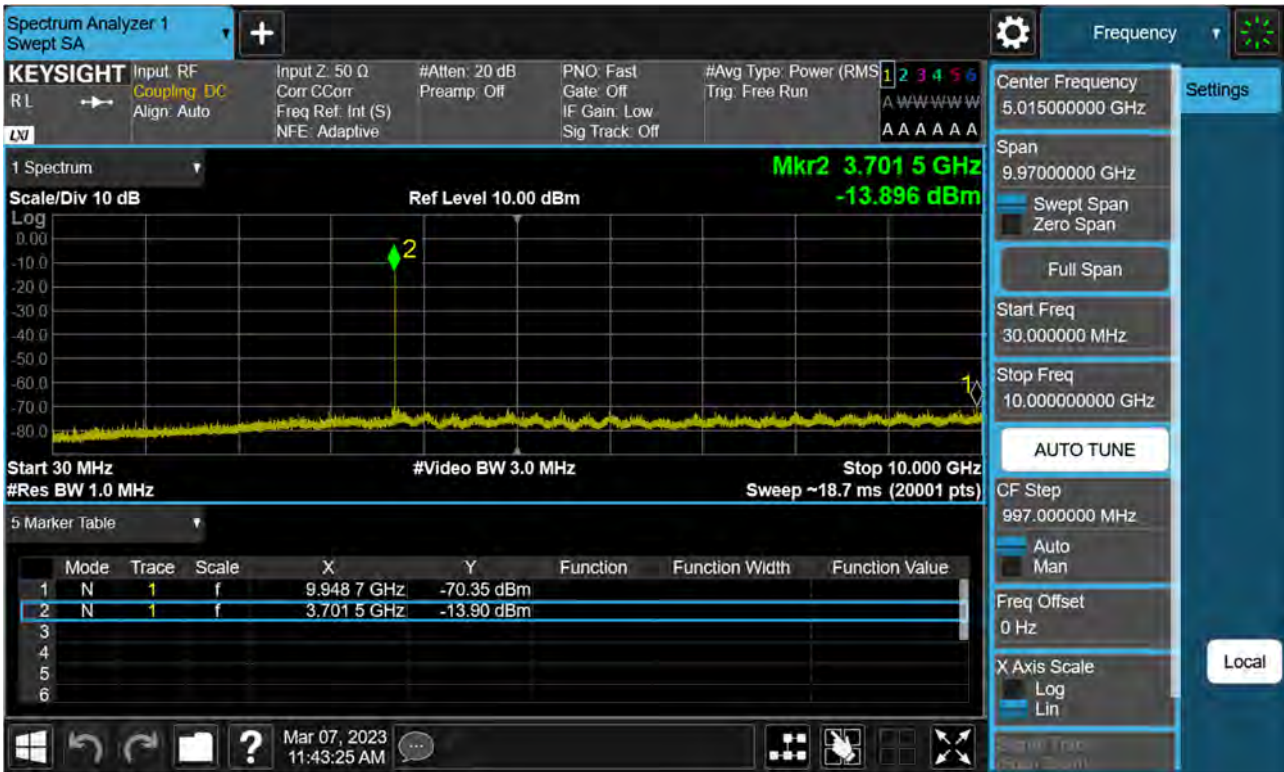 Spectrum Analyzer 1
Swept SA
+
Frequency
KEYSIGHT
RL
LXI
Input: RF
Coupling: DC
Align: Auto
Input Z: 50 Ω
Corr CCorr
Freq Ref: Int (S)
NFE: Adaptive
#Atten: 20 dB
Preamp: Off
PNO: Fast
Gate: Off
IF Gain: Low
Sig Track: Off
#Avg Type: Power (RMS
Trig: Free Run
1 2 3 4 5 6
A W W W W W
A A A A A A
1 Spectrum
Scale/Div 10 dB
Ref Level 10.00 dBm
Mkr2 3.701 5 GHz
-13.896 dBm
Log
0.00
-10.0
-20.0
-30.0
-40.0
-50.0
-60.0
-70.0
-80.0
2
1
Start 30 MHz
#Res BW 1.0 MHz
#Video BW 3.0 MHz
Stop 10.000 GHz
Sweep ~18.7 ms (20001 pts)
5 Marker Table
Mode Trace Scale X Y Function Function Width Function Value
1 N 1 f 9.948 7 GHz -70.35 dBm
2 N 1 f 3.701 5 GHz -13.90 dBm
3
4
5
6
Center Frequency
5.015000000 GHz
Settings
Span
9.97000000 GHz
Swept Span
Zero Span
Full Span
Start Freq
30.000000 MHz
Stop Freq
10.000000000 GHz
AUTO TUNE
CF Step
997.000000 MHz
Auto
Man
Freq Offset
0 Hz
X Axis Scale
Log
Lin
Local
?
Mar 07, 2023
11:43:25 AM